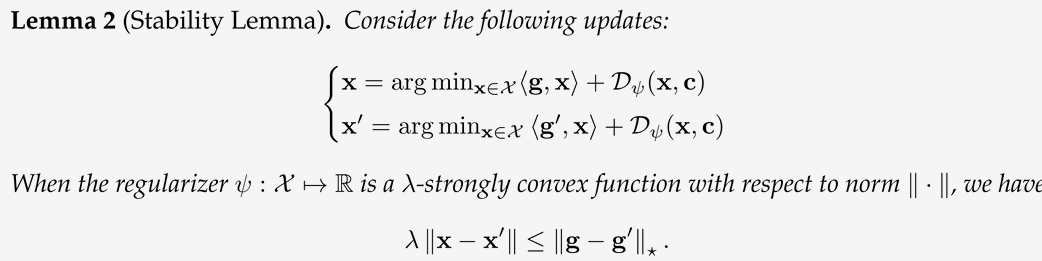 Lemma 2 (Stability Lemma). Consider the following updates:
x = arg min_{x∈𝒳} ⟨g, x⟩ + 𝒟_ψ(x, c)
x′ = arg min_{x∈𝒳} ⟨g′, x⟩ + 𝒟_ψ(x, c)
When the regularizer ψ : 𝒳 ↦ ℝ is a λ-strongly convex function with respect to norm ‖ · ‖, we have
λ ‖x − x′‖ ≤ ‖g − g′‖_⋆ .